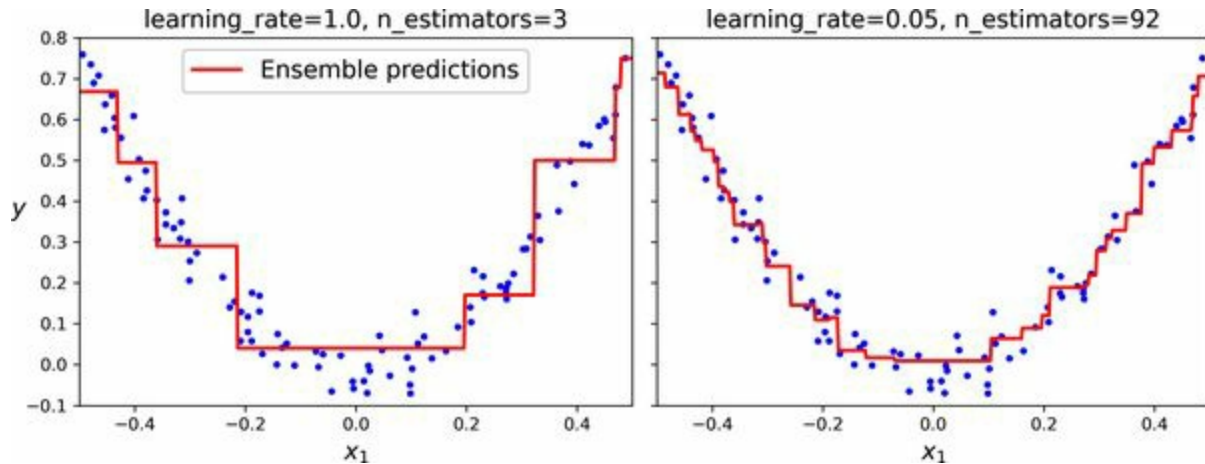 learning_rate=1.0, n_estimators=3
learning_rate=0.05, n_estimators=92
0.8
0.7
0.6
0.5
0.4
0.3
0.2
0.1
0.0
−0.1
y
Ensemble predictions
−0.4 −0.2 0.0 0.2 0.4
−0.4 −0.2 0.0 0.2 0.4
x₁
x₁